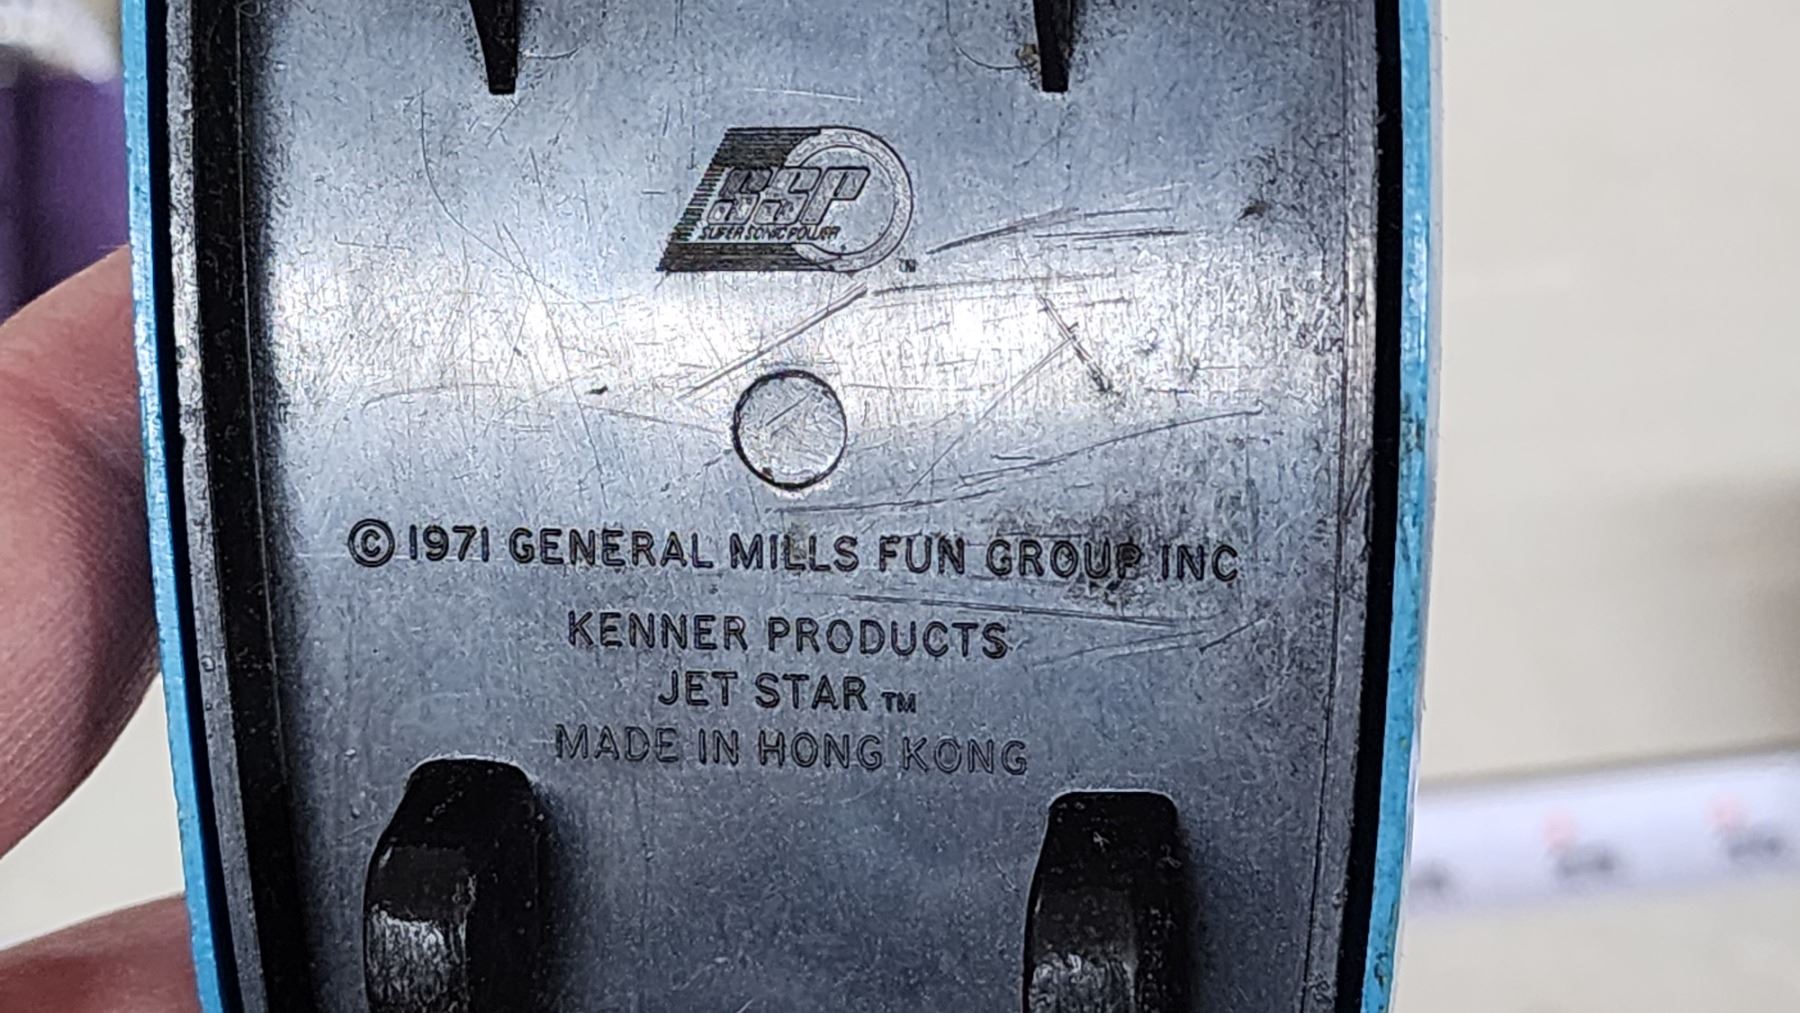 SSP
SUPER SONIC POWER
© 1971 GENERAL MILLS FUN GROUP INC
KENNER PRODUCTS
JET STAR TM
MADE IN HONG KONG